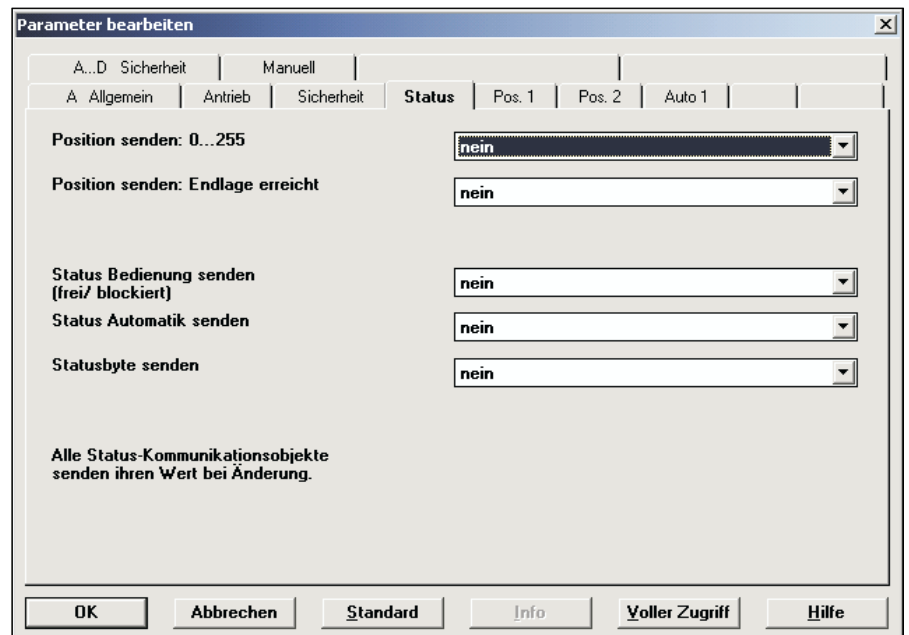 Parameter bearbeiten
A...D Sicherheit Manuell
A Allgemein Antrieb Sicherheit Status Pos. 1 Pos. 2 Auto 1
Position senden: 0...255 nein
Position senden: Endlage erreicht nein
Status Bedienung senden
(frei/ blockiert) nein
Status Automatik senden nein
Statusbyte senden nein
Alle Status-Kommunikationsobjekte
senden ihren Wert bei Änderung.
OK Abbrechen Standard Info Voller Zugriff Hilfe